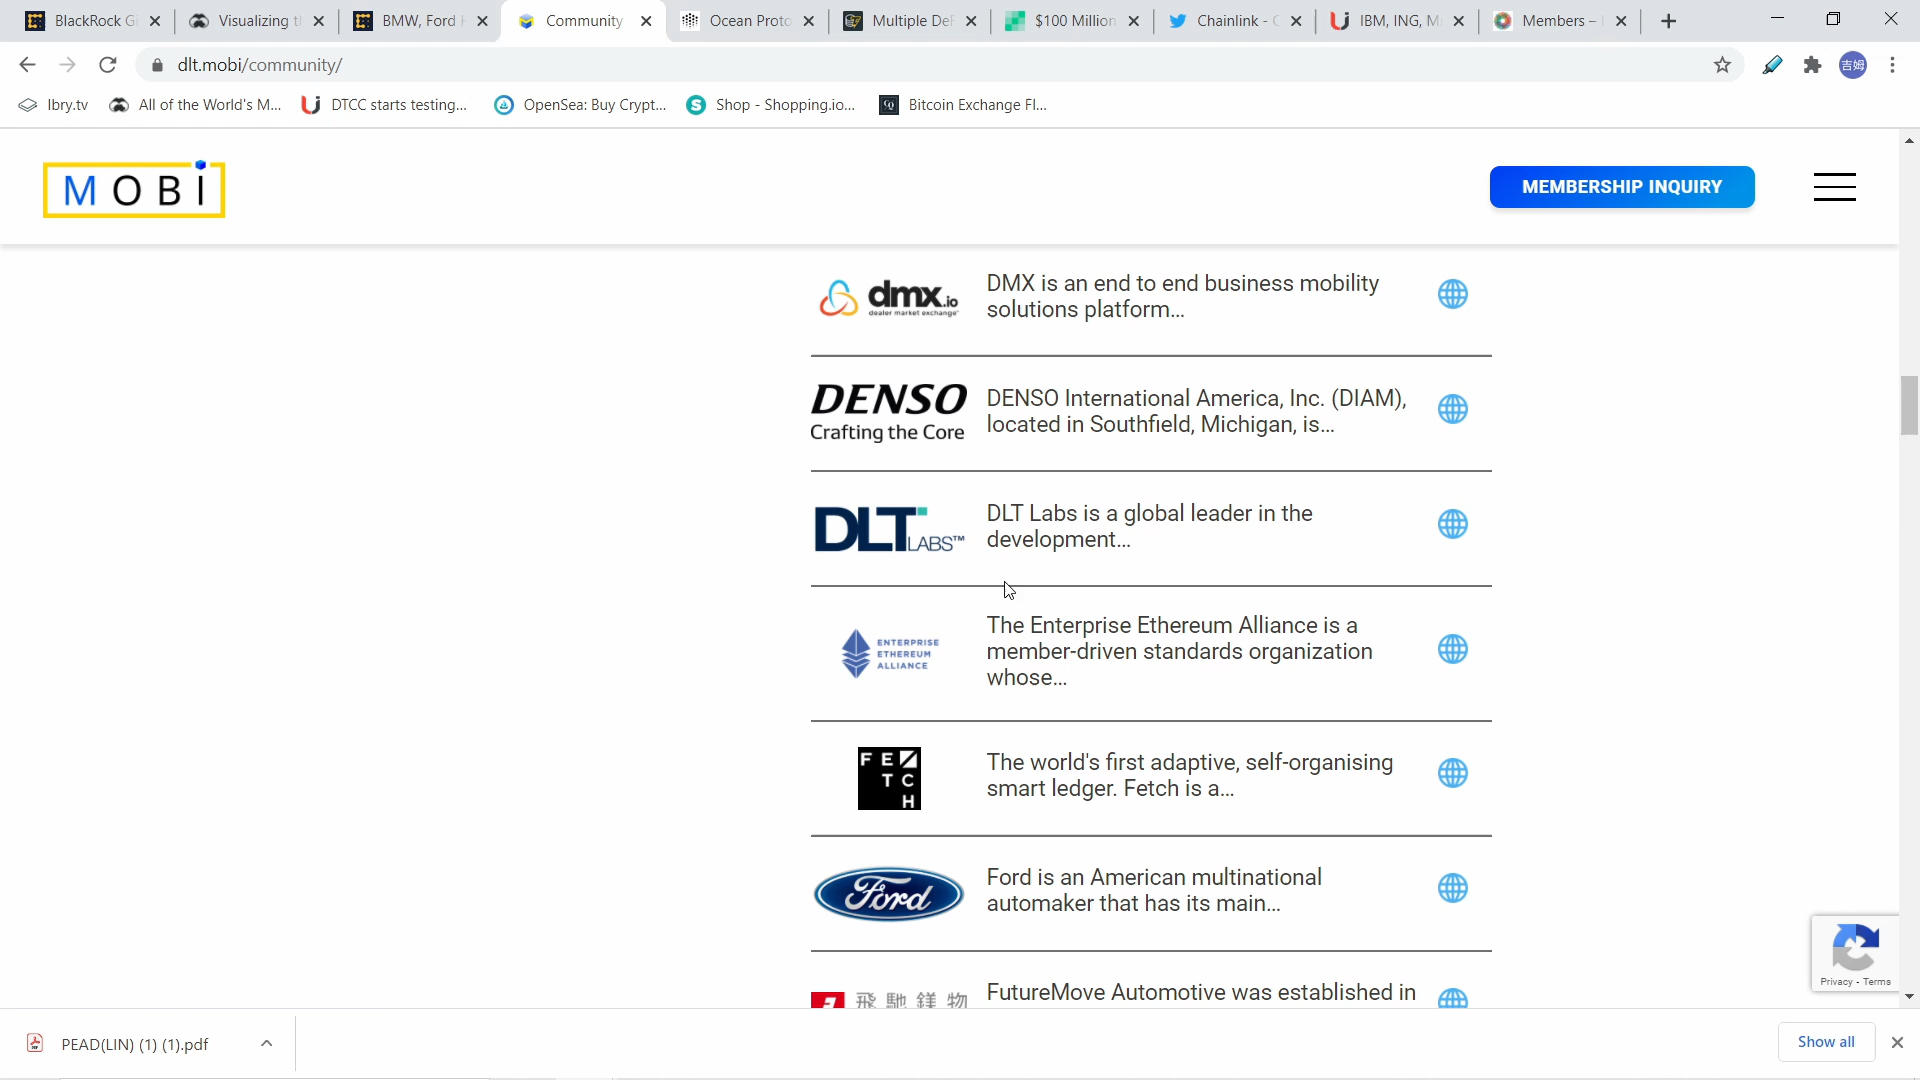 BlackRock G
Visualizing t
BMW, Ford
Community
Ocean Proto
Multiple DeF
$100 Million
Chainlink - C
IBM, ING, M
Members –
dlt.mobi/community/
吉姆
lbry.tv
All of the World's M...
DTCC starts testing...
OpenSea: Buy Crypt...
Shop - Shopping.io...
Bitcoin Exchange Fl...
MOBi
MEMBERSHIP INQUIRY
dmx.io
dealer market exchange
DMX is an end to end business mobility
solutions platform...
DENSO
Crafting the Core
DENSO International America, Inc. (DIAM),
located in Southfield, Michigan, is...
DLT LABS™
DLT Labs is a global leader in the
development...
ENTERPRISE
ETHEREUM
ALLIANCE
The Enterprise Ethereum Alliance is a
member-driven standards organization
whose...
FETCH
The world's first adaptive, self-organising
smart ledger. Fetch is a...
Ford
Ford is an American multinational
automaker that has its main...
飛馳鎂物
FutureMove Automotive was established in
Privacy - Terms
PEAD(LIN) (1) (1).pdf
Show all